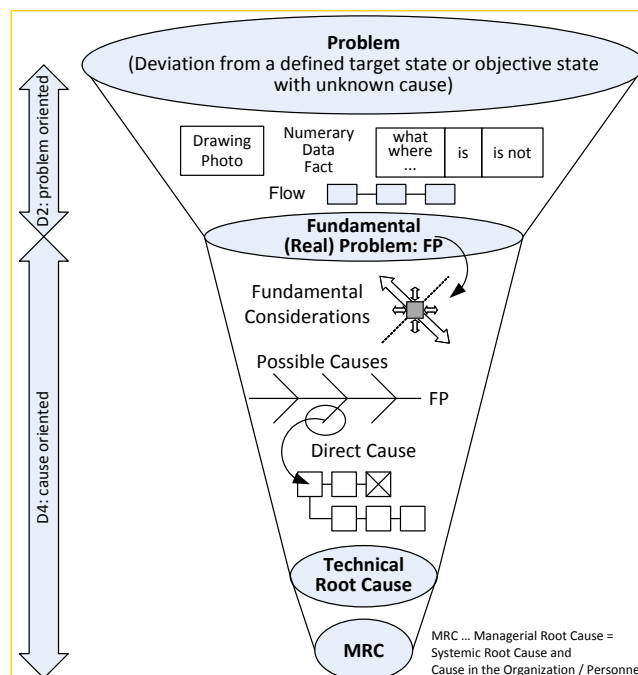 Problem
(Deviation from a defined target state or objective state
with unknown cause)
D2: problem oriented
Drawing
Photo
Numerary
Data
Fact
what
where
...
is
is not
Flow
Fundamental
(Real) Problem: FP
D4: cause oriented
Fundamental
Considerations
Possible Causes
FP
Direct Cause
Technical
Root Cause
MRC
MRC ... Managerial Root Cause =
Systemic Root Cause and
Cause in the Organization / Personne